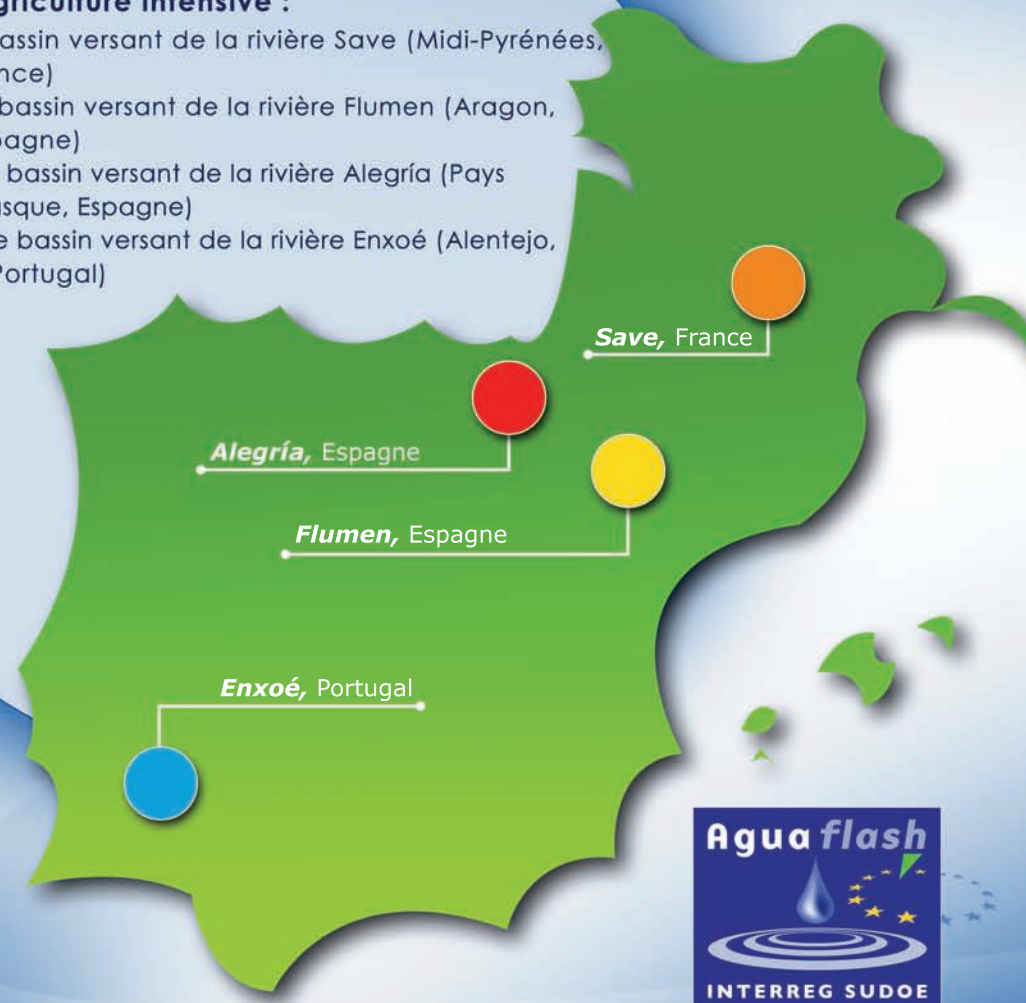 griculture intensive :
assin versant de la rivière Save (Midi-Pyrénées,
nce)
bassin versant de la rivière Flumen (Aragon,
pagne)
bassin versant de la rivière Alegría (Pays
sque, Espagne)
e bassin versant de la rivière Enxoé (Alentejo,
Portugal)
Save, France
Alegría, Espagne
Flumen, Espagne
Enxoé, Portugal
Agua flash
INTERREG SUDOE